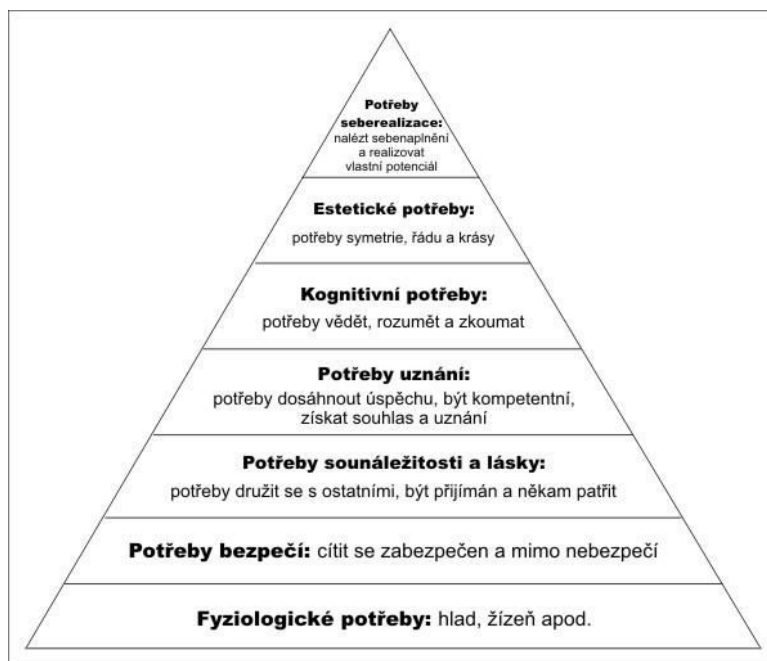 Potřeby
seberealizace:
nalézt sebenaplnění
a realizovat
vlastní potenciál
Estetické potřeby:
potřeby symetrie, řádu a krásy
Kognitivní potřeby:
potřeby vědět, rozumět a zkoumat
Potřeby uznání:
potřeby dosáhnout úspěchu, být kompetentní,
získat souhlas a uznání
Potřeby sounáležitosti a lásky:
potřeby družit se s ostatními, být přijímán a někam patřit
Potřeby bezpečí: cítit se zabezpečen a mimo nebezpečí
Fyziologické potřeby: hlad, žízeň apod.